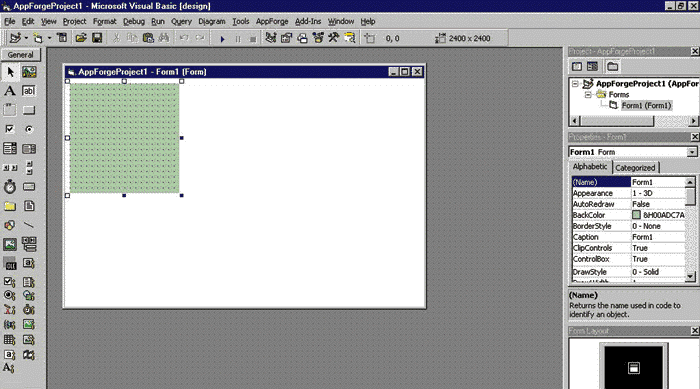 AppForgeProject1 - Microsoft Visual Basic [design]
File Edit View Project Format Debug Run Query Diagram Tools AppForge Add-Ins Window Help
0, 0 2400 x 2400
General
AppForgeProject1 - Form1 (Form)
Project - AppForgeProject1
AppForgeProject1 (AppFor
Forms
Form1 (Form1)
Properties - Form1
Form1 Form
Alphabetic Categorized
(Name) Form1
Appearance 1 - 3D
AutoRedraw False
BackColor &H00ADC7A
BorderStyle 0 - None
Caption Form1
ClipControls True
ControlBox True
DrawStyle 0 - Solid
DrawWidth 1
(Name)
Returns the name used in code to
identify an object.
Form Layout